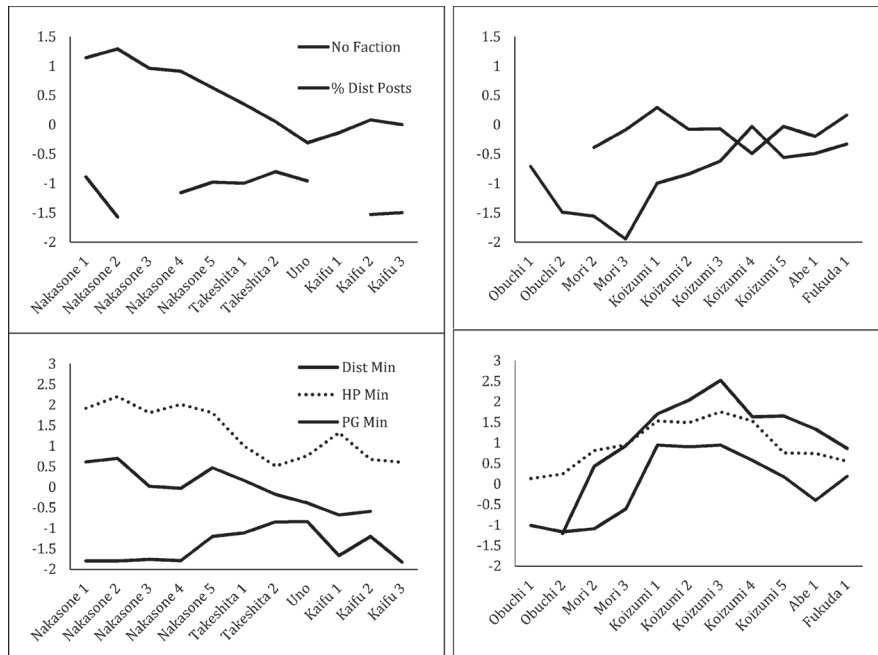 1.5
1
0.5
0
-0.5
-1
-1.5
-2
No Faction
% Dist Posts
Nakasone 1
Nakasone 2
Nakasone 3
Nakasone 4
Nakasone 5
Takeshita 1
Takeshita 2
Uno
Kaifu 1
Kaifu 2
Kaifu 3
1.5
1
0.5
0
-0.5
-1
-1.5
-2
Obuchi 1
Obuchi 2
Mori 2
Mori 3
Koizumi 1
Koizumi 2
Koizumi 3
Koizumi 4
Koizumi 5
Abe 1
Fukuda 1
3
2.5
2
1.5
1
0.5
0
-0.5
-1
-1.5
-2
Dist Min
HP Min
PG Min
Nakasone 1
Nakasone 2
Nakasone 3
Nakasone 4
Nakasone 5
Takeshita 1
Takeshita 2
Uno
Kaifu 1
Kaifu 2
Kaifu 3
3
2.5
2
1.5
1
0.5
0
-0.5
-1
-1.5
-2
Obuchi 1
Obuchi 2
Mori 2
Mori 3
Koizumi 1
Koizumi 2
Koizumi 3
Koizumi 4
Koizumi 5
Abe 1
Fukuda 1